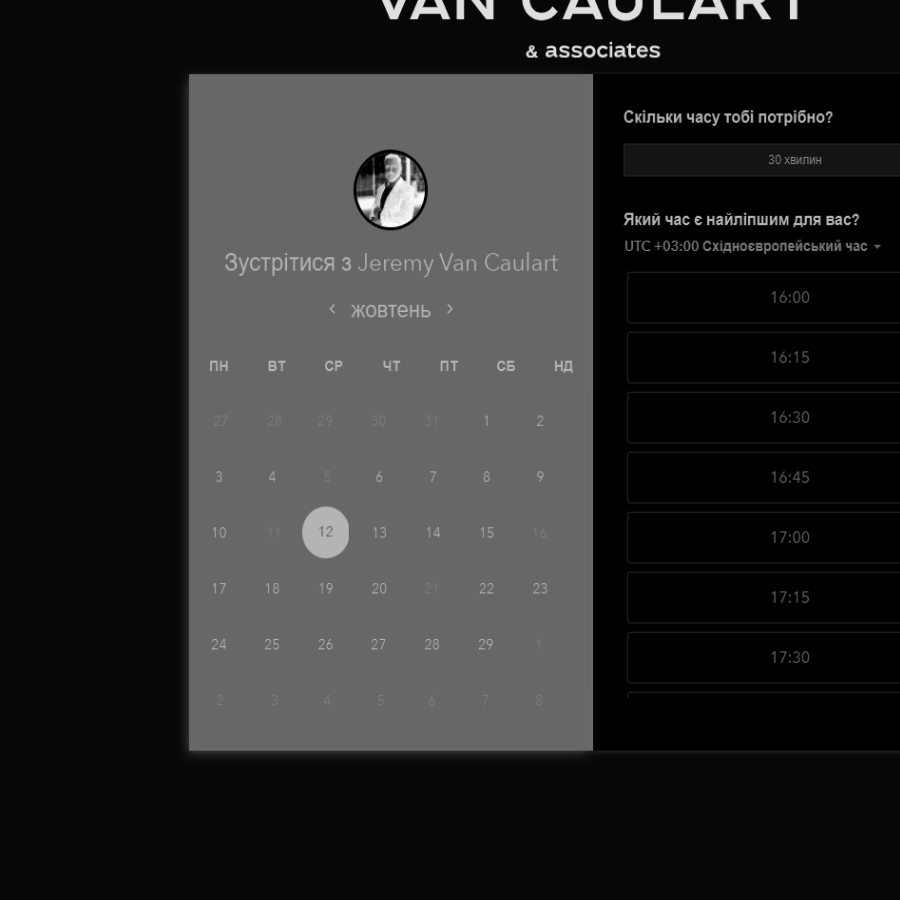 VAN CAULART
& associates
Зустрітися з Jeremy Van Caulart
‹ жовтень ›
ПН ВТ СР ЧТ ПТ СБ НД
27 28 29 30 31 1 2
3 4 5 6 7 8 9
10 11 12 13 14 15 16
17 18 19 20 21 22 23
24 25 26 27 28 29 1
2 3 4 5 6 7 8
Скільки часу тобі потрібно?
30 хвилин
Який час є найліпшим для вас?
UTC +03:00 Східноєвропейський час
16:00
16:15
16:30
16:45
17:00
17:15
17:30